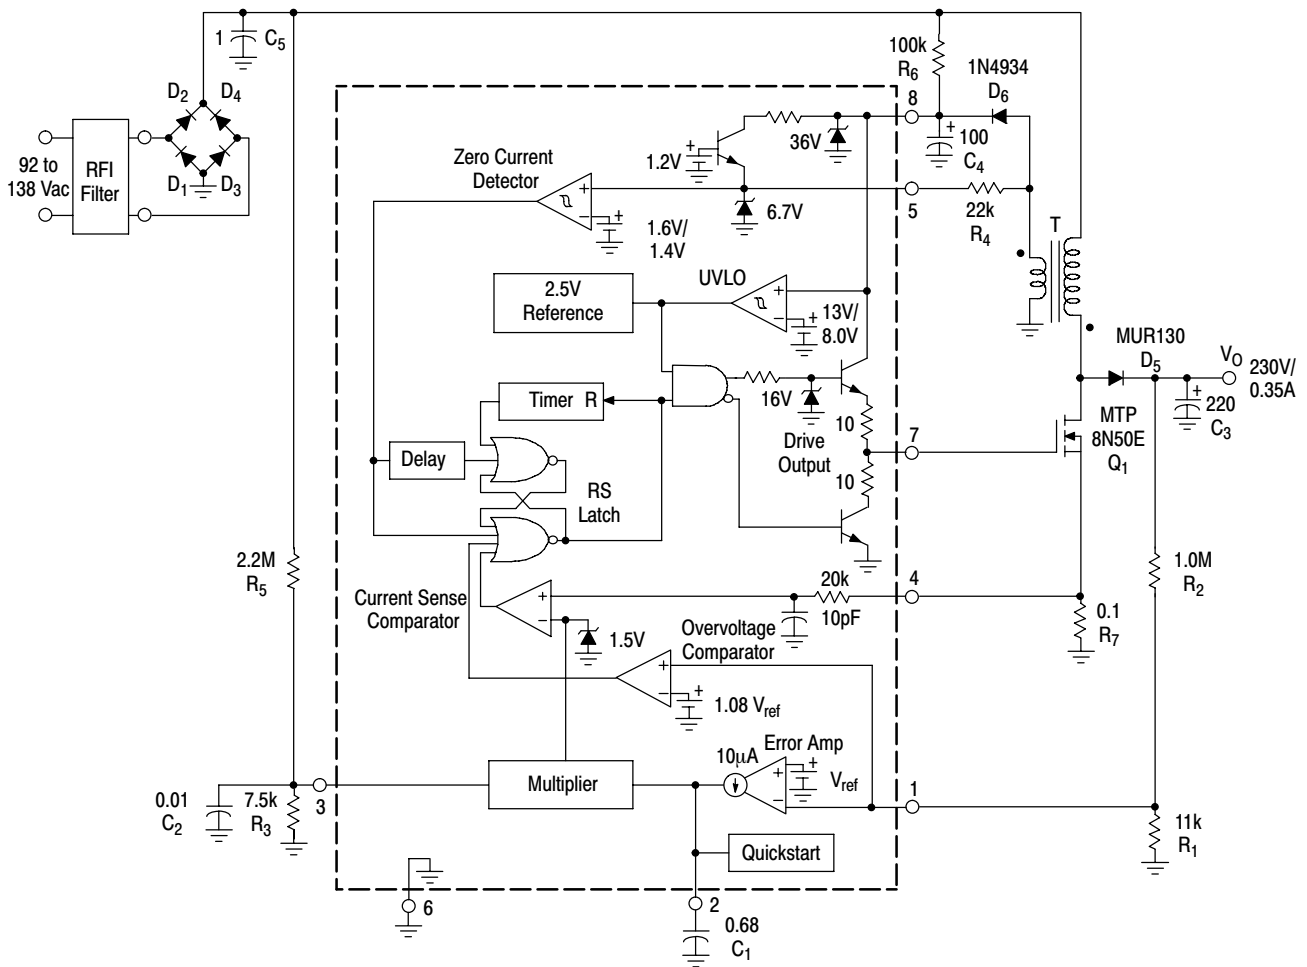 1
C5
D2
D4
D1
D3
92 to
138 Vac
RFI
Filter
100k
R6
1N4934
D6
8
100
C4
36V
1.2V
Zero Current
Detector
6.7V
1.6V/
1.4V
5
22k
R4
T
UVLO
2.5V
Reference
13V/
8.0V
MUR130
D5
VO
230V/
0.35A
220
C3
MTP
8N50E
Q1
Timer R
16V
10
Drive
Output
10
7
Delay
RS
Latch
2.2M
R5
1.0M
R2
20k
10pF
4
0.1
R7
Current Sense
Comparator
1.5V
Overvoltage
Comparator
1.08 Vref
Error Amp
10µA
Vref
Multiplier
1
3
0.01
C2
7.5k
R3
11k
R1
Quickstart
6
2
0.68
C1